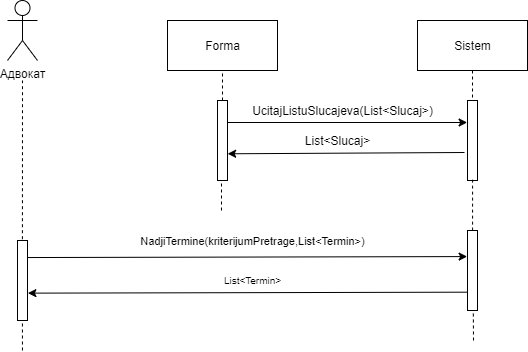 Forma
Sistem
Адвокат
UcitajListuSlucajeva(List<Slucaj>)
List<Slucaj>
NadjiTermine(kriterijumPretrage,List<Termin>)
List<Termin>